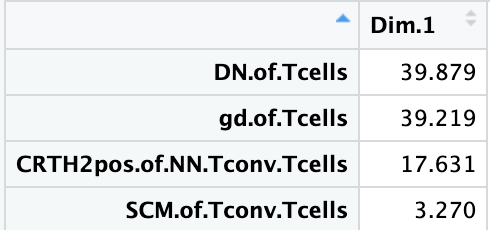 Dim.1
DN.of.Tcells 39.879
gd.of.Tcells 39.219
CRTH2pos.of.NN.Tconv.Tcells 17.631
SCM.of.Tconv.Tcells 3.270